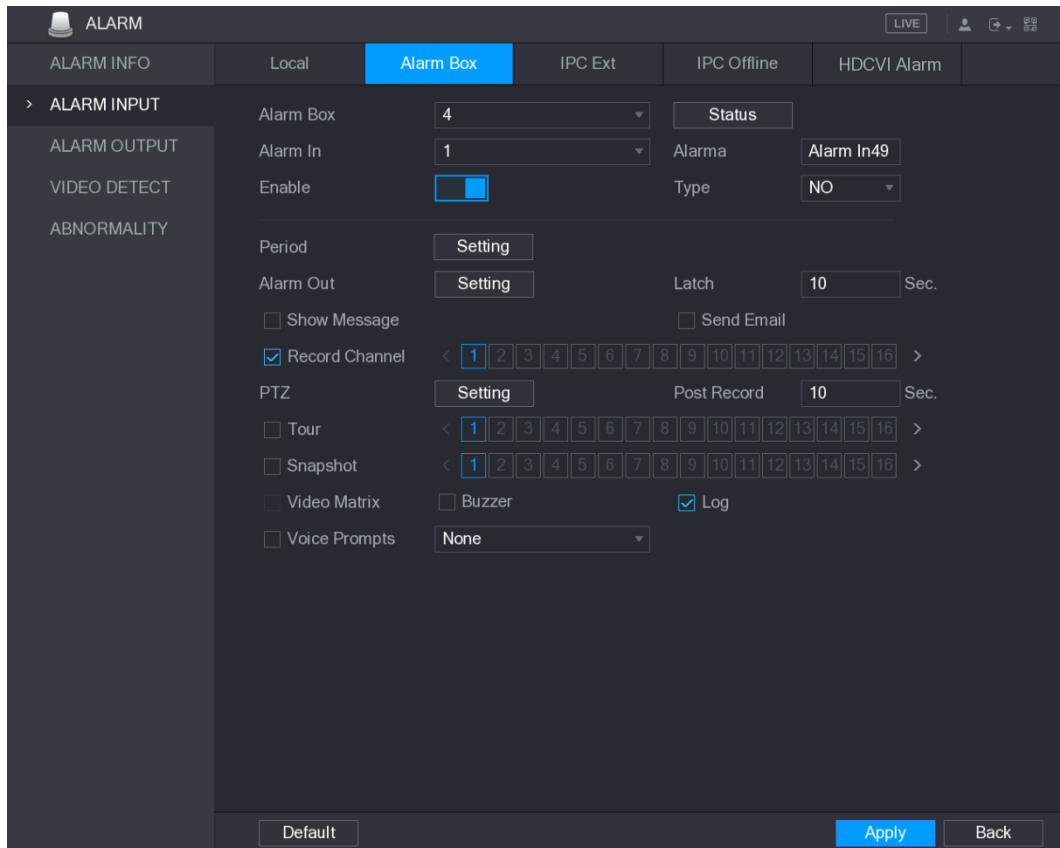 ALARM LIVE
ALARM INFO
ALARM INPUT
ALARM OUTPUT
VIDEO DETECT
ABNORMALITY
Local Alarm Box IPC Ext IPC Offline HDCVI Alarm
Alarm Box 4 Status
Alarm In 1 Alarma Alarm In49
Enable Type NO
Period Setting
Alarm Out Setting Latch 10 Sec.
Show Message Send Email
Record Channel < 1 2 3 4 5 6 7 8 9 10 11 12 13 14 15 16 >
PTZ Setting Post Record 10 Sec.
Tour < 1 2 3 4 5 6 7 8 9 10 11 12 13 14 15 16 >
Snapshot < 1 2 3 4 5 6 7 8 9 10 11 12 13 14 15 16 >
Video Matrix Buzzer Log
Voice Prompts None
Default Apply Back